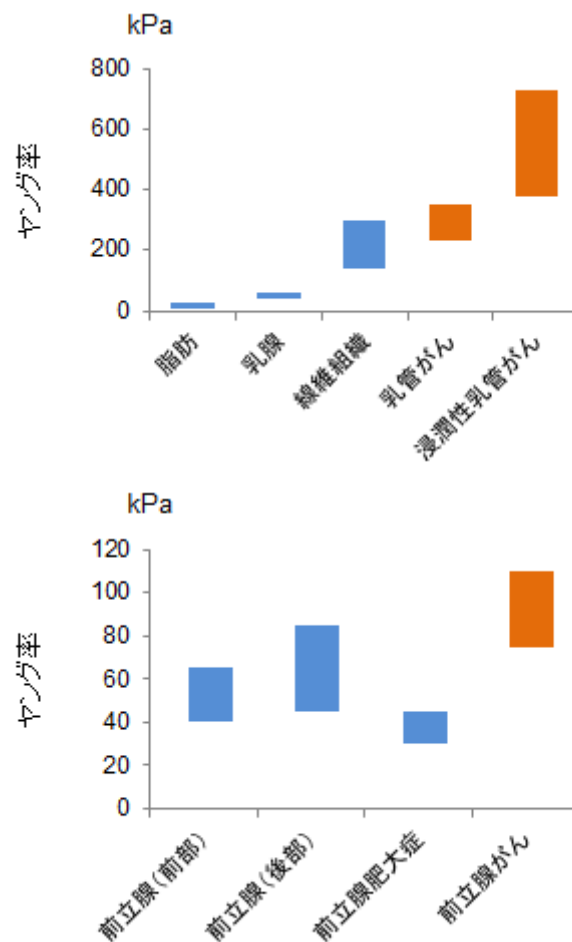 kPa
ヤング率
800
600
400
200
0
脂肪
乳腺
線維組織
乳管がん
浸潤性乳管がん
kPa
ヤング率
120
100
80
60
40
20
0
前立腺(前部)
前立腺(後部)
前立腺肥大症
前立腺がん